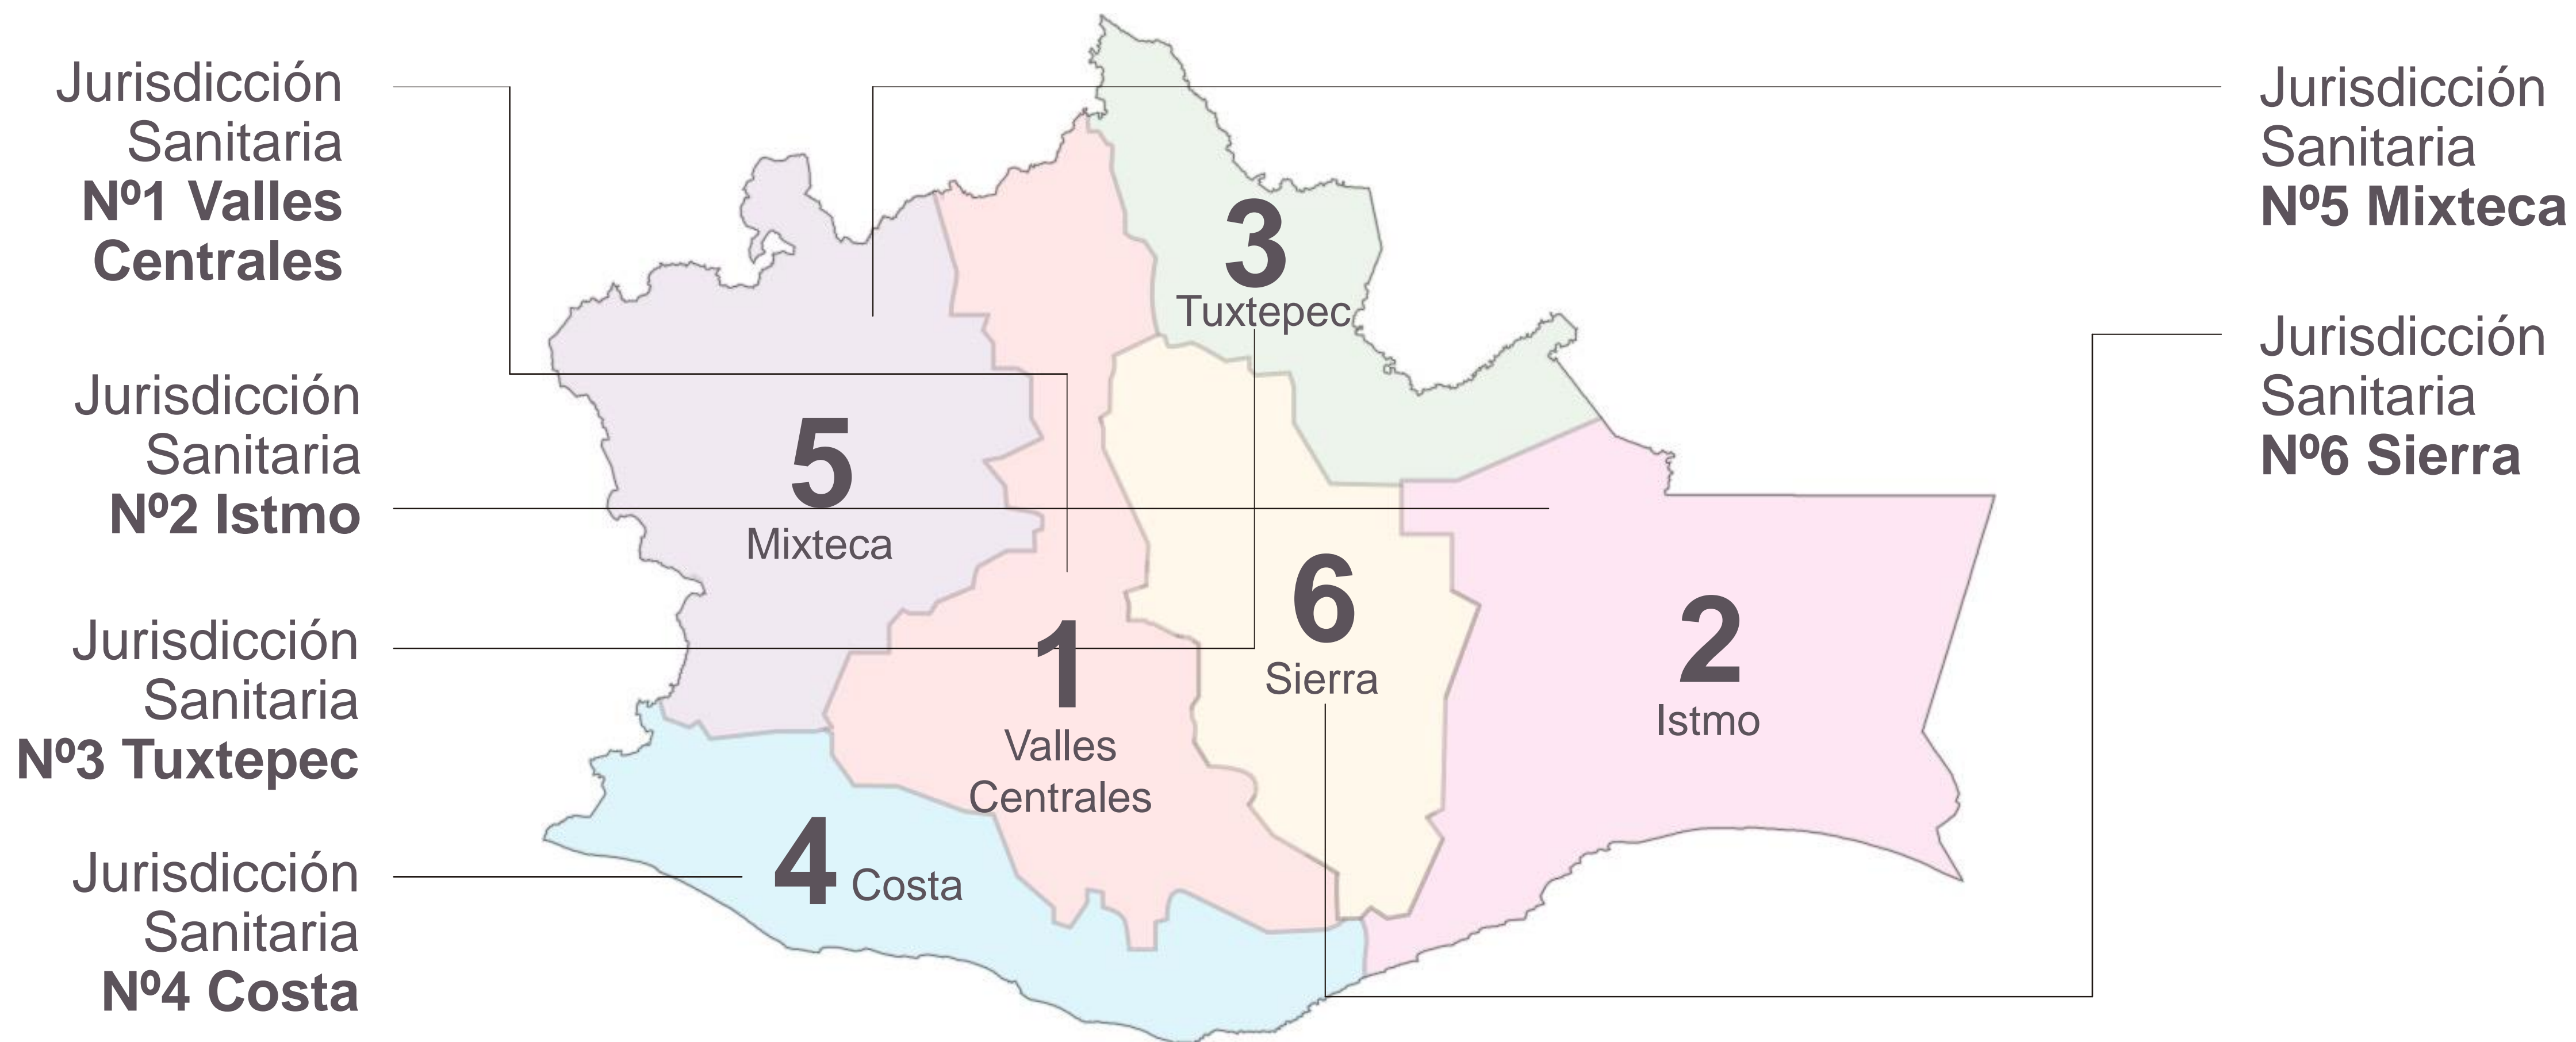 Jurisdicción
Sanitaria
Nº1 Valles
Centrales
Jurisdicción
Sanitaria
Nº2 Istmo
Jurisdicción
Sanitaria
Nº3 Tuxtepec
Jurisdicción
Sanitaria
Nº4 Costa
3
Tuxtepec
5
Mixteca
6
Sierra
1
Valles
Centrales
2
Istmo
4 Costa
Jurisdicción
Sanitaria
Nº5 Mixteca
Jurisdicción
Sanitaria
Nº6 Sierra